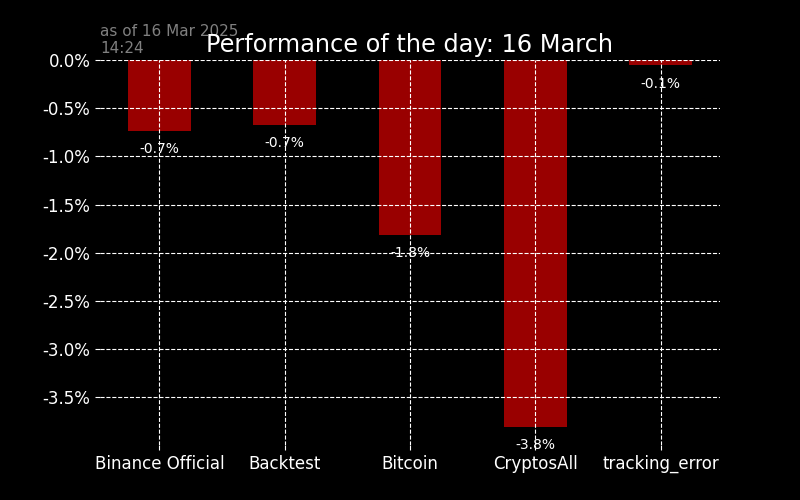 as of 16 Mar 2025
14:24
Performance of the day: 16 March
0.0%
-0.5%
-1.0%
-1.5%
-2.0%
-2.5%
-3.0%
-3.5%
-0.7%
-0.7%
-1.8%
-3.8%
-0.1%
Binance Official
Backtest
Bitcoin
CryptosAll
tracking_error